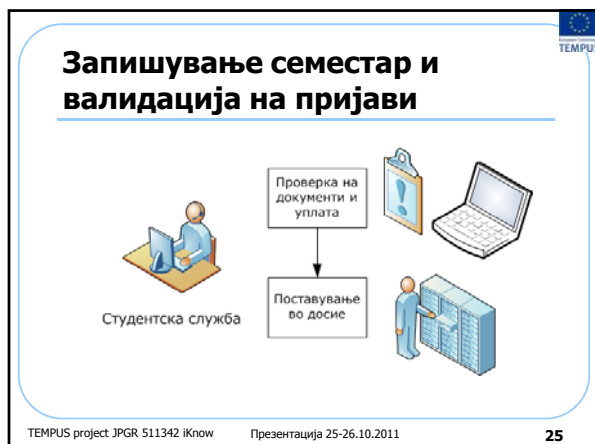 TEMPUS
Запишување семестар и
валидација на пријави
Проверка на
документи и
уплата
Поставување
во досие
Студентска служба
TEMPUS project JPGR 511342 iKnow Презентација 25-26.10.2011 25